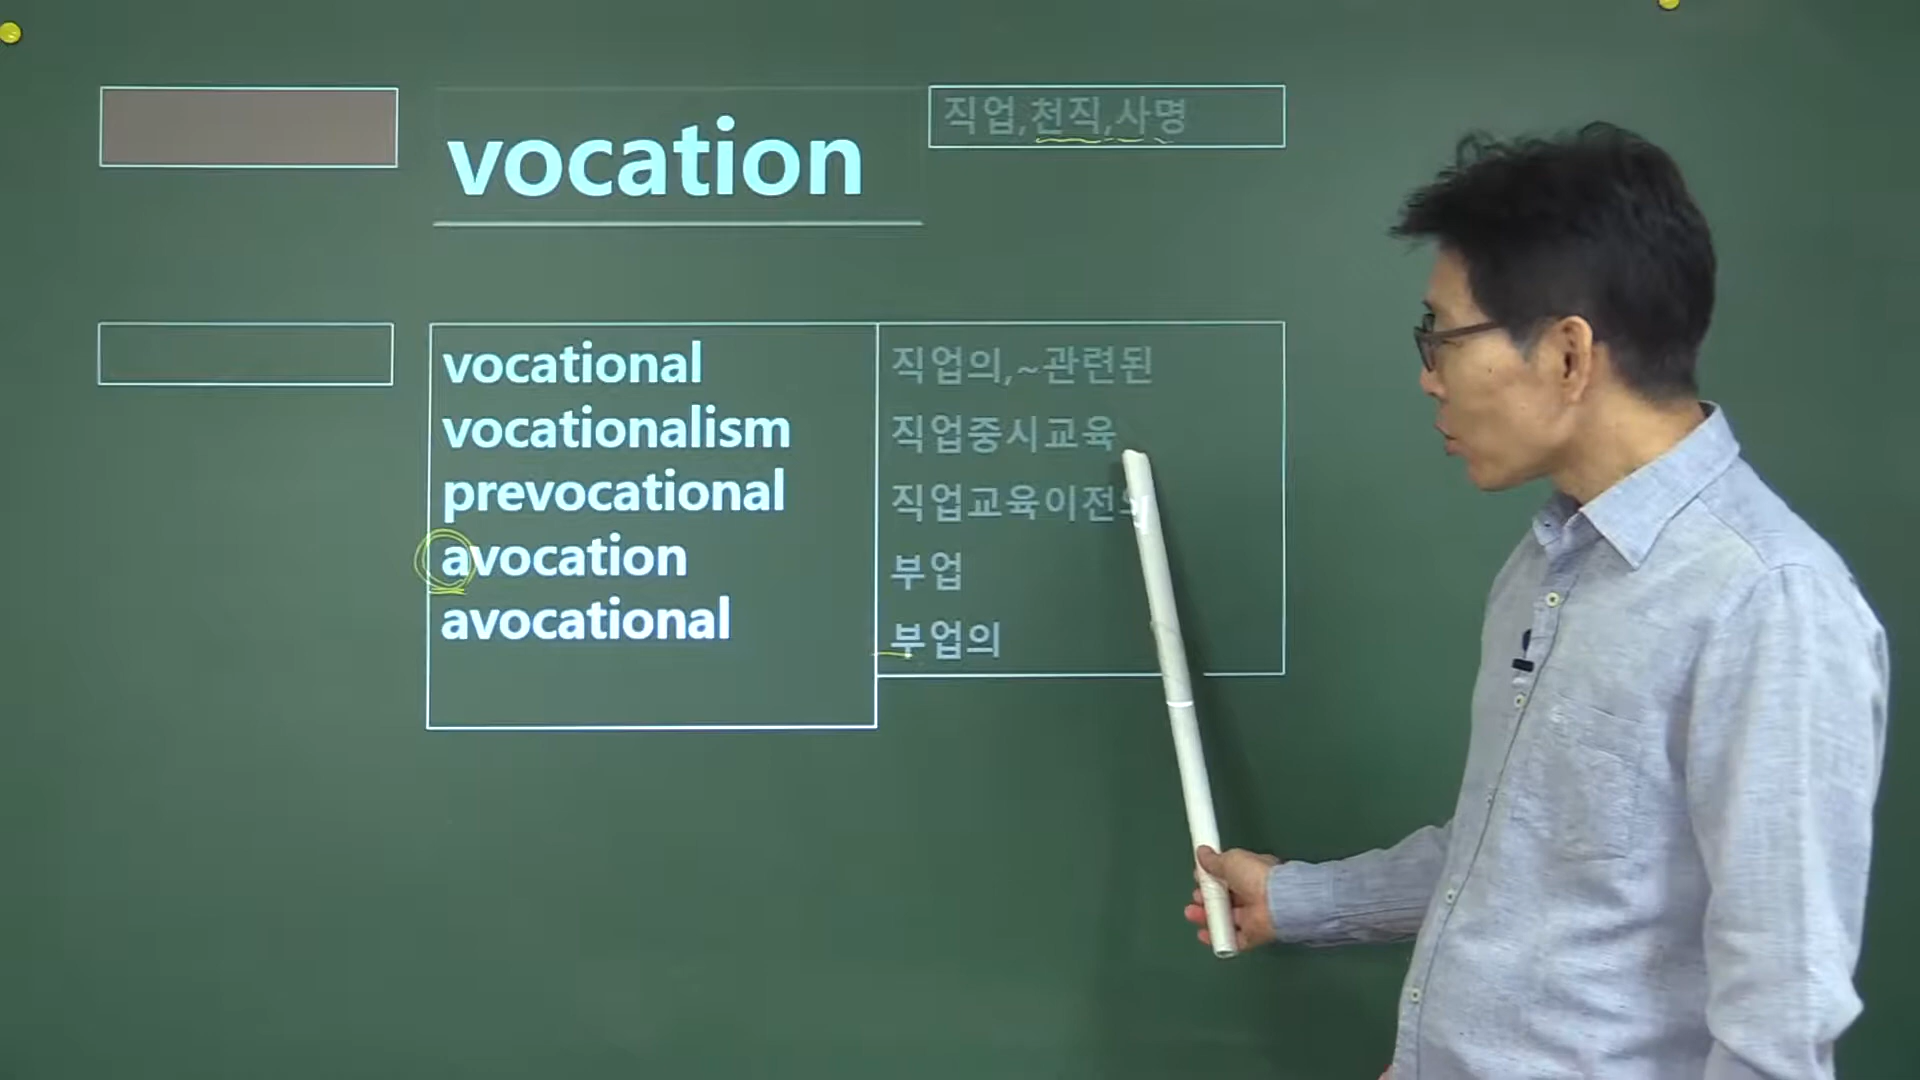 vocation
직업,천직,사명
vocational 직업의,~관련된
vocationalism 직업중시교육
prevocational 직업교육이전의
avocation 부업
avocational 부업의